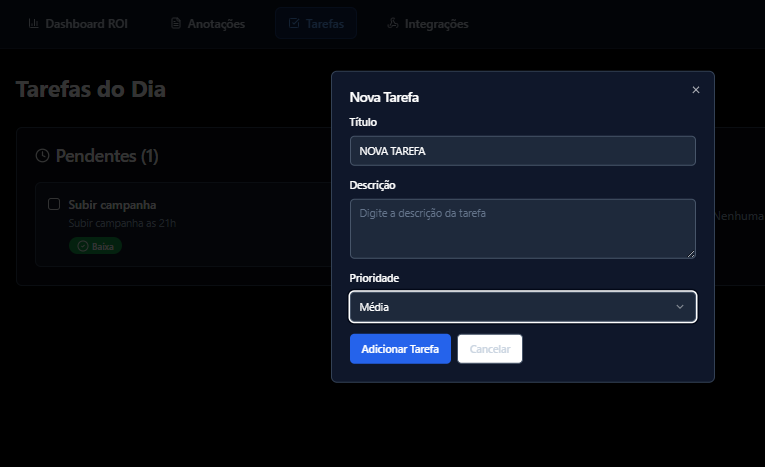 Dashboard ROI Anotações Tarefas Integrações
Tarefas do Dia
Pendentes (1)
Subir campanha
Subir campanha as 21h
Baixa
Nenhuma
Nova Tarefa
Título
NOVA TAREFA
Descrição
Digite a descrição da tarefa
Prioridade
Média
Adicionar Tarefa Cancelar